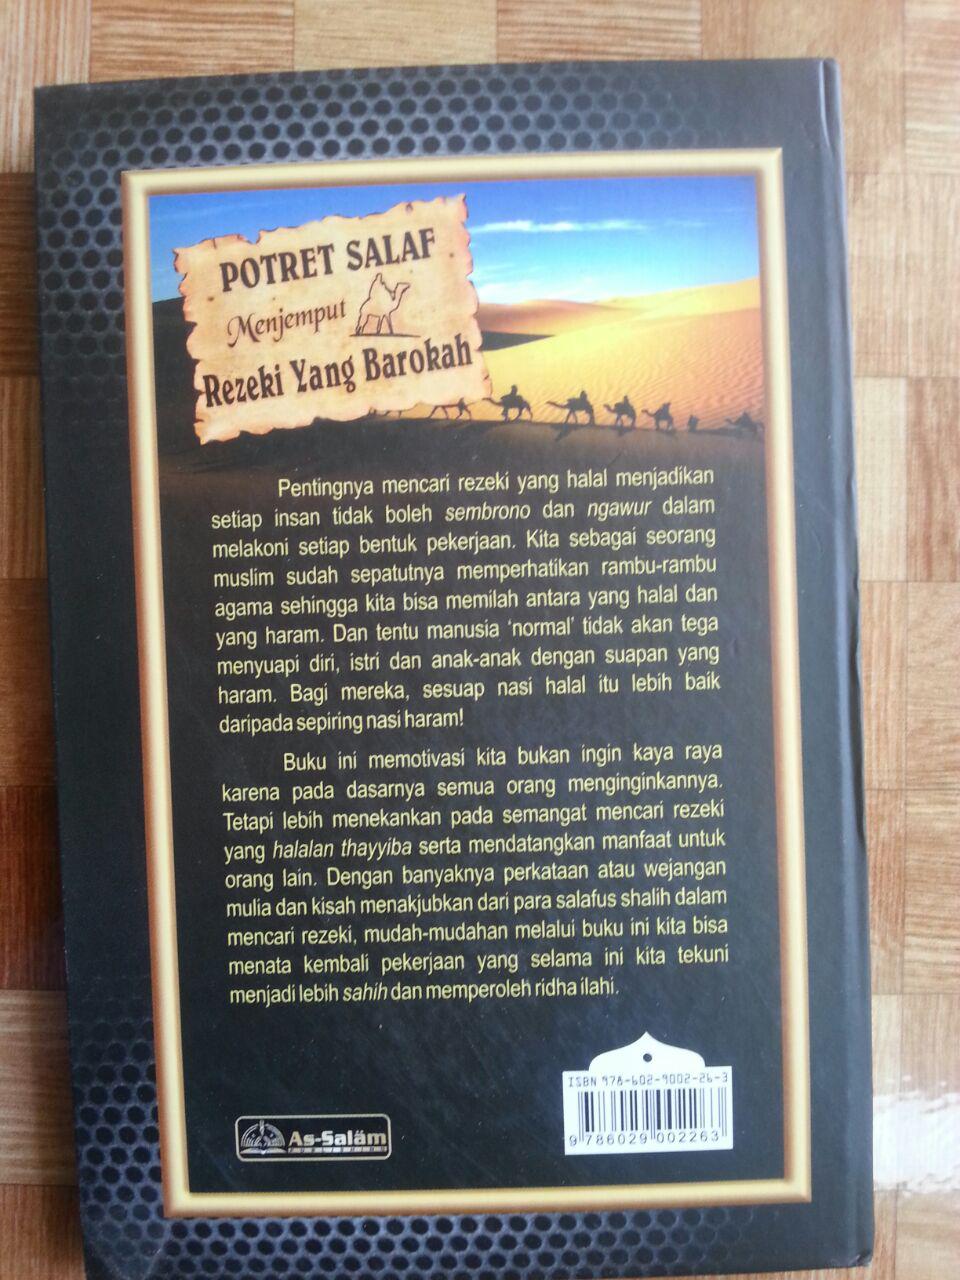 POTRET SALAF
Menjemput
Rezeki Yang Barokah
Pentingnya mencari rezeki yang halal menjadikan
setiap insan tidak boleh sembrono dan ngawur dalam
melakoni setiap bentuk pekerjaan. Kita sebagai seorang
muslim sudah sepatutnya memperhatikan rambu-rambu
agama sehingga kita bisa memilah antara yang halal dan
yang haram. Dan tentu manusia ‘normal’ tidak akan tega
menyuapi diri, istri dan anak-anak dengan suapan yang
haram. Bagi mereka, sesuap nasi halal itu lebih baik
daripada sepiring nasi haram!
Buku ini memotivasi kita bukan ingin kaya raya
karena pada dasarnya semua orang menginginkannya.
Tetapi lebih menekankan pada semangat mencari rezeki
yang halalan thayyiba serta mendatangkan manfaat untuk
orang lain. Dengan banyaknya perkataan atau wejangan
mulia dan kisah menakjubkan dari para salafus shalih dalam
mencari rezeki, mudah-mudahan melalui buku ini kita bisa
menata kembali pekerjaan yang selama ini kita tekuni
menjadi lebih sahih dan memperoleh ridha ilahi.
ISBN 978-602-9002-26-3
9 786029 002263
As-Saläm
PUBLISHING